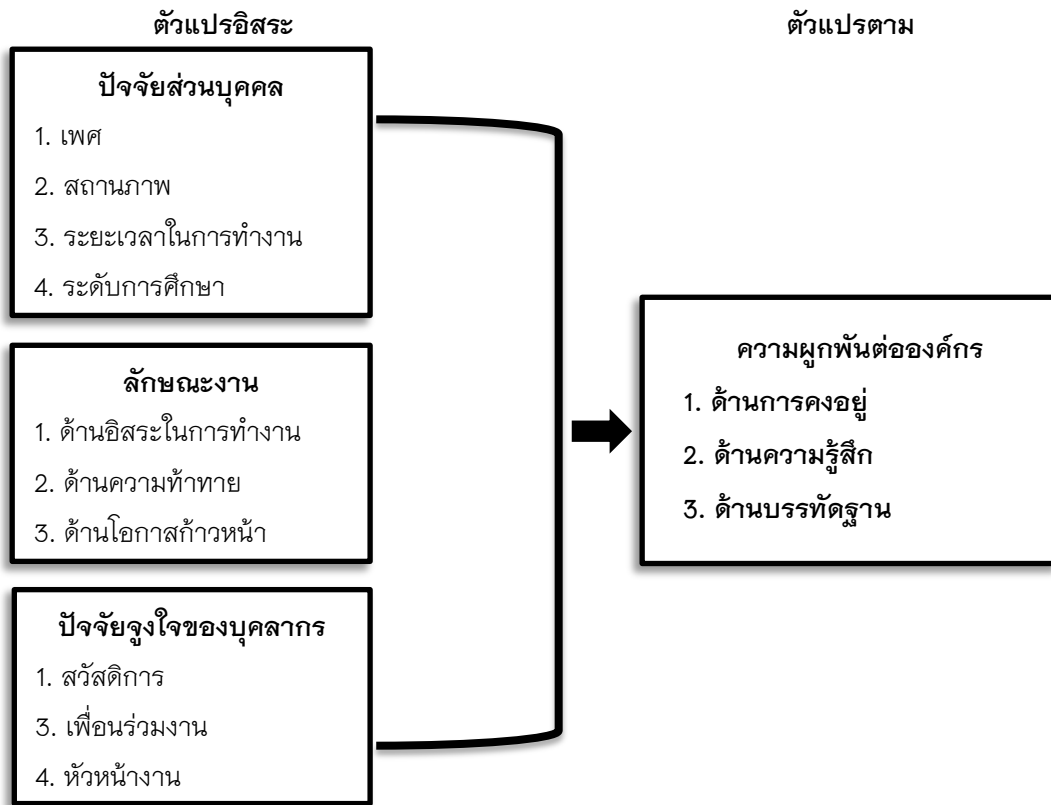 ตัวแปรอิสระ
ตัวแปรตาม
ปัจจัยส่วนบุคคล
1. เพศ
2. สถานภาพ
3. ระยะเวลาในการทำงาน
4. ระดับการศึกษา
ลักษณะงาน
1. ด้านอิสระในการทำงาน
2. ด้านความท้าทาย
3. ด้านโอกาสก้าวหน้า
ปัจจัยจูงใจของบุคลากร
1. สวัสดิการ
3. เพื่อนร่วมงาน
4. หัวหน้างาน
ความผูกพันต่อองค์กร
1. ด้านการคงอยู่
2. ด้านความรู้สึก
3. ด้านบรรทัดฐาน